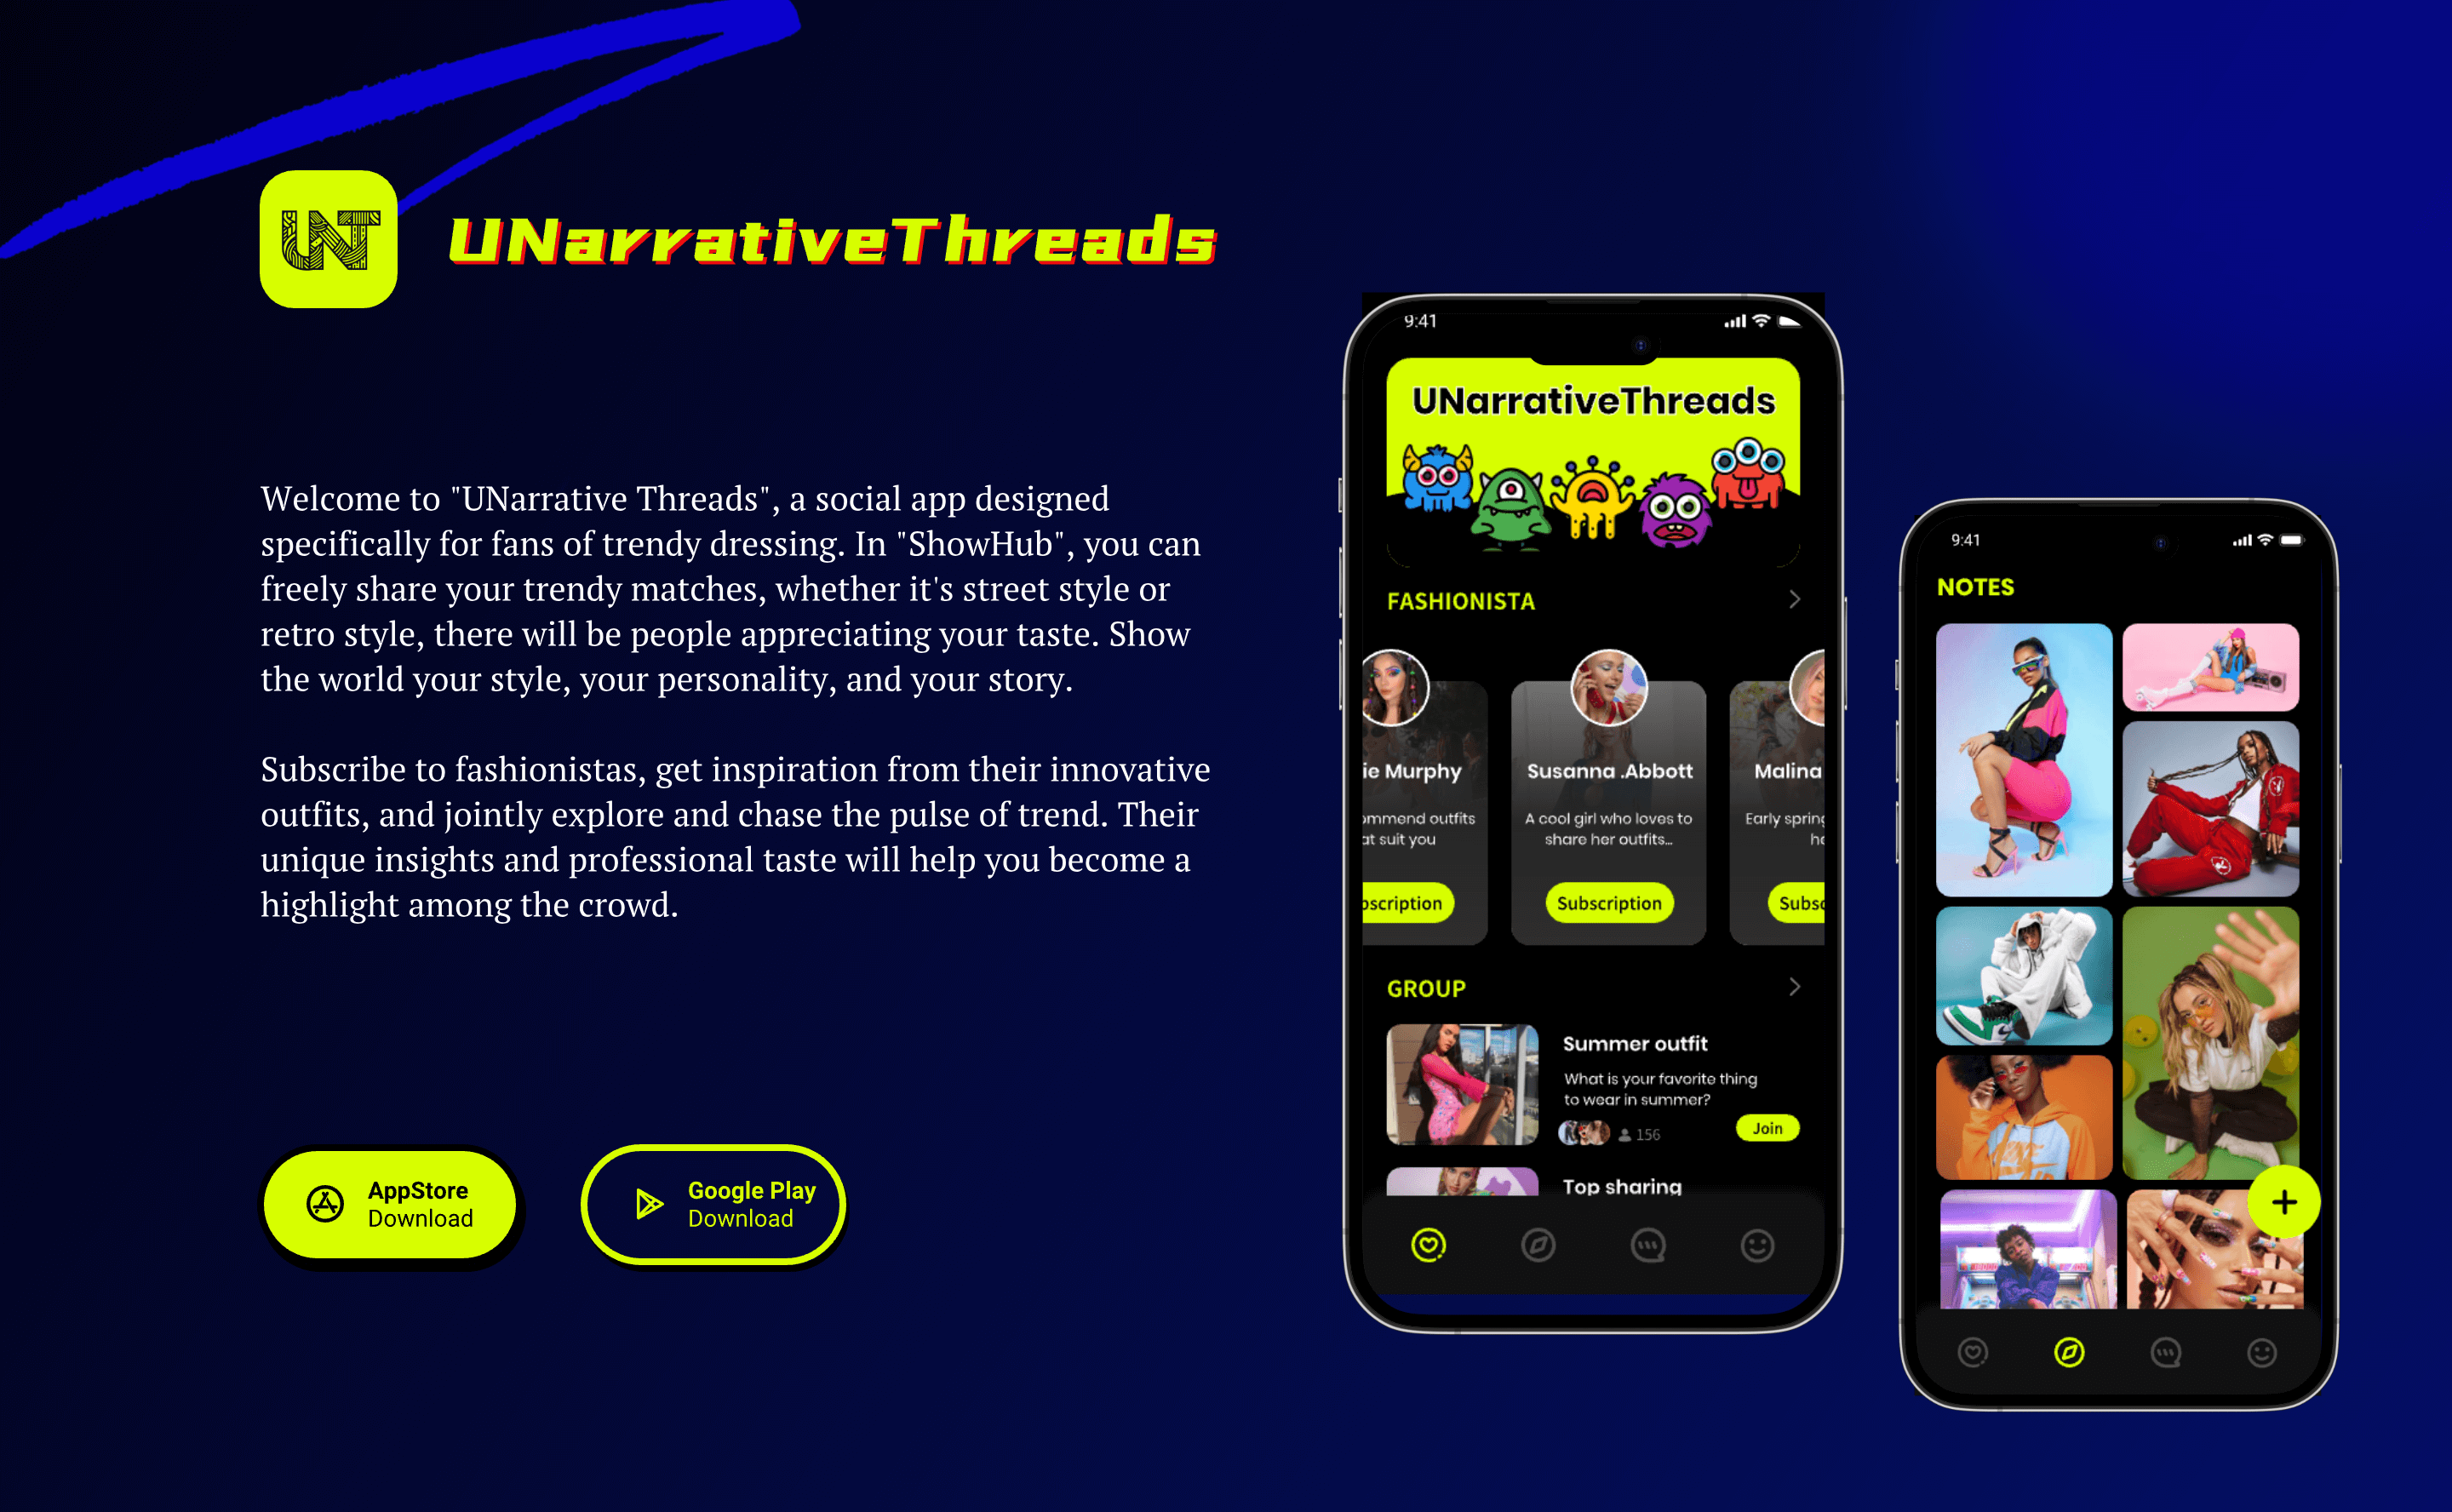 UNT
UNarrativeThreads
Welcome to "UNarrative Threads", a social app designed
specifically for fans of trendy dressing. In "ShowHub", you can
freely share your trendy matches, whether it's street style or
retro style, there will be people appreciating your taste. Show
the world your style, your personality, and your story.
Subscribe to fashionistas, get inspiration from their innovative
outfits, and jointly explore and chase the pulse of trend. Their
unique insights and professional taste will help you become a
highlight among the crowd.
AppStore
Download
Google Play
Download
9:41
UNarrativeThreads
FASHIONISTA
ie Murphy
ommend outfits
at suit you
bscription
Susanna .Abbott
A cool girl who loves to
share her outfits...
Subscription
Malina
Early spring
Subsc
GROUP
Summer outfit
What is your favorite thing
to wear in summer?
156
Join
Top sharing
9:41
NOTES